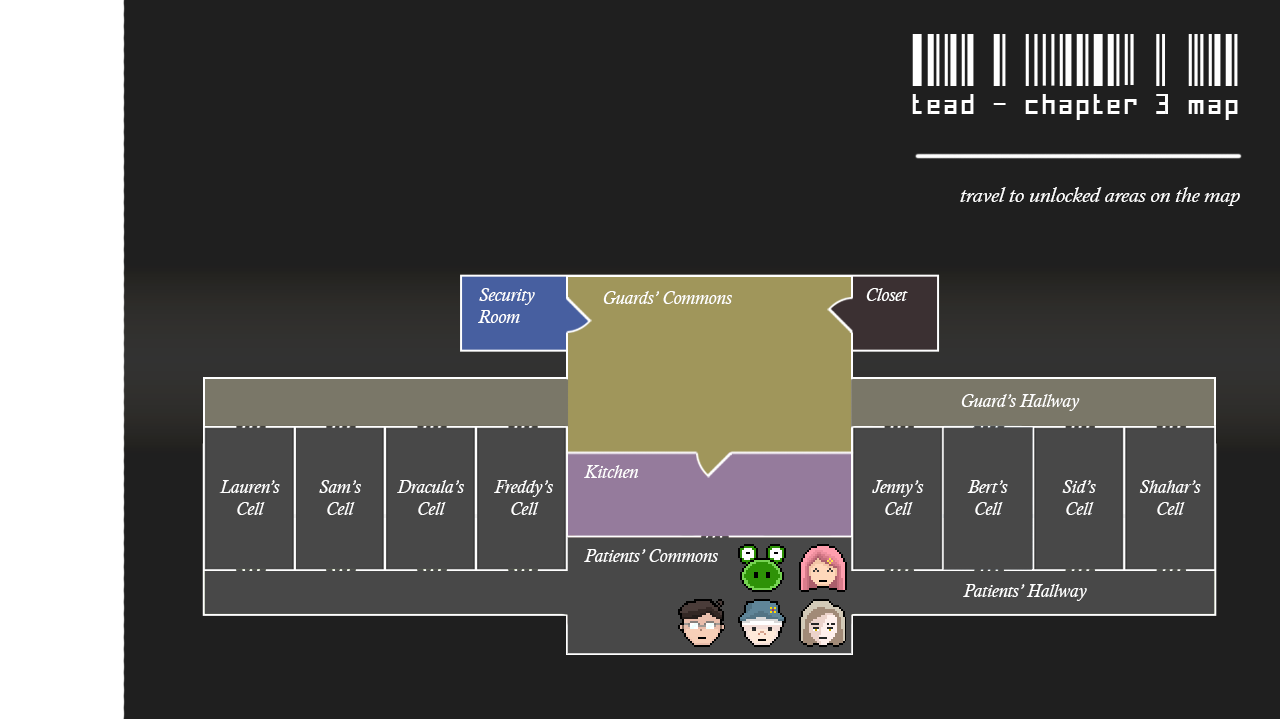 tead - chapter 3 map
travel to unlocked areas on the map
Security
Room
Guards' Commons
Closet
Guard's Hallway
Lauren's
Cell
Sam's
Cell
Dracula's
Cell
Freddy's
Cell
Kitchen
Jenny's
Cell
Bert's
Cell
Sid's
Cell
Shahar's
Cell
Patients' Commons
Patients' Hallway